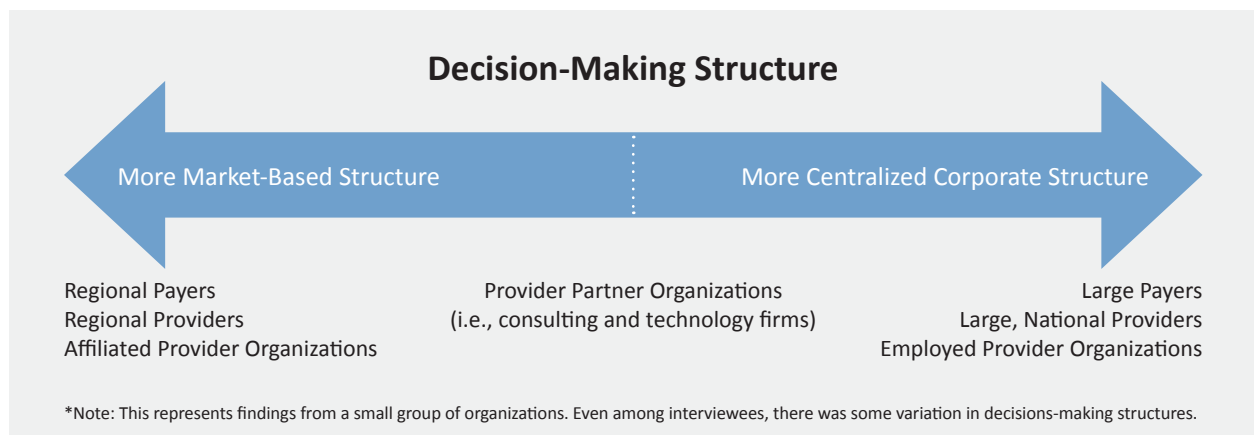 Decision-Making Structure
More Market-Based Structure
More Centralized Corporate Structure
Regional Payers
Regional Providers
Affiliated Provider Organizations
Provider Partner Organizations
(i.e., consulting and technology firms)
Large Payers
Large, National Providers
Employed Provider Organizations
*Note: This represents findings from a small group of organizations. Even among interviewees, there was some variation in decisions-making structures.